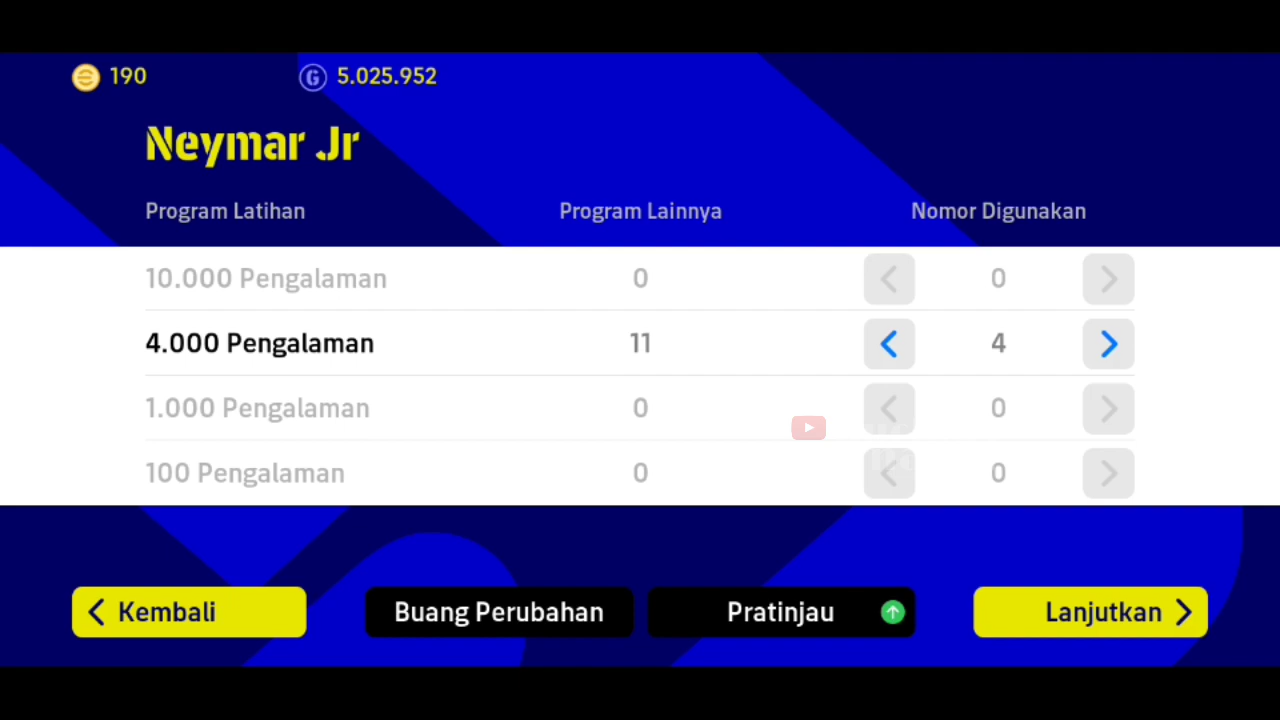 190
5.025.952
Neymar Jr
Program Latihan Program Lainnya Nomor Digunakan
10.000 Pengalaman 0 0
4.000 Pengalaman 11 4
1.000 Pengalaman 0 0
100 Pengalaman 0 0
Kembali Buang Perubahan Pratinjau Lanjutkan